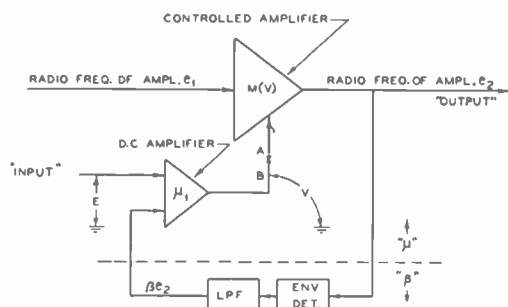 CONTROLLED AMPLIFIER
RADIO FREQ. OF AMPL. e₁
M(V)
RADIO FREQ. OF AMPL. e₂
"OUTPUT"
D.C AMPLIFIER
A
B
"INPUT"
μ₁
V
E
"μ"
"β"
βe₂
LPF
ENV
DET.